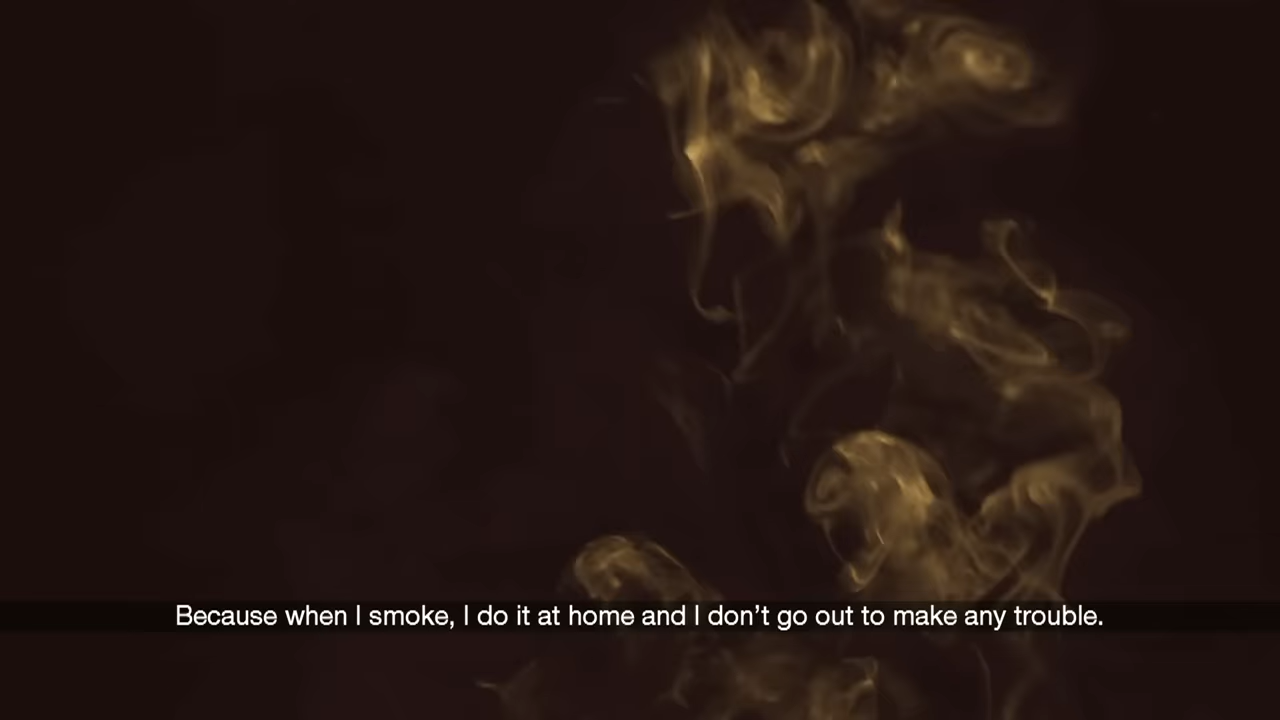 Because when I smoke, I do it at home and I don’t go out to make any trouble.